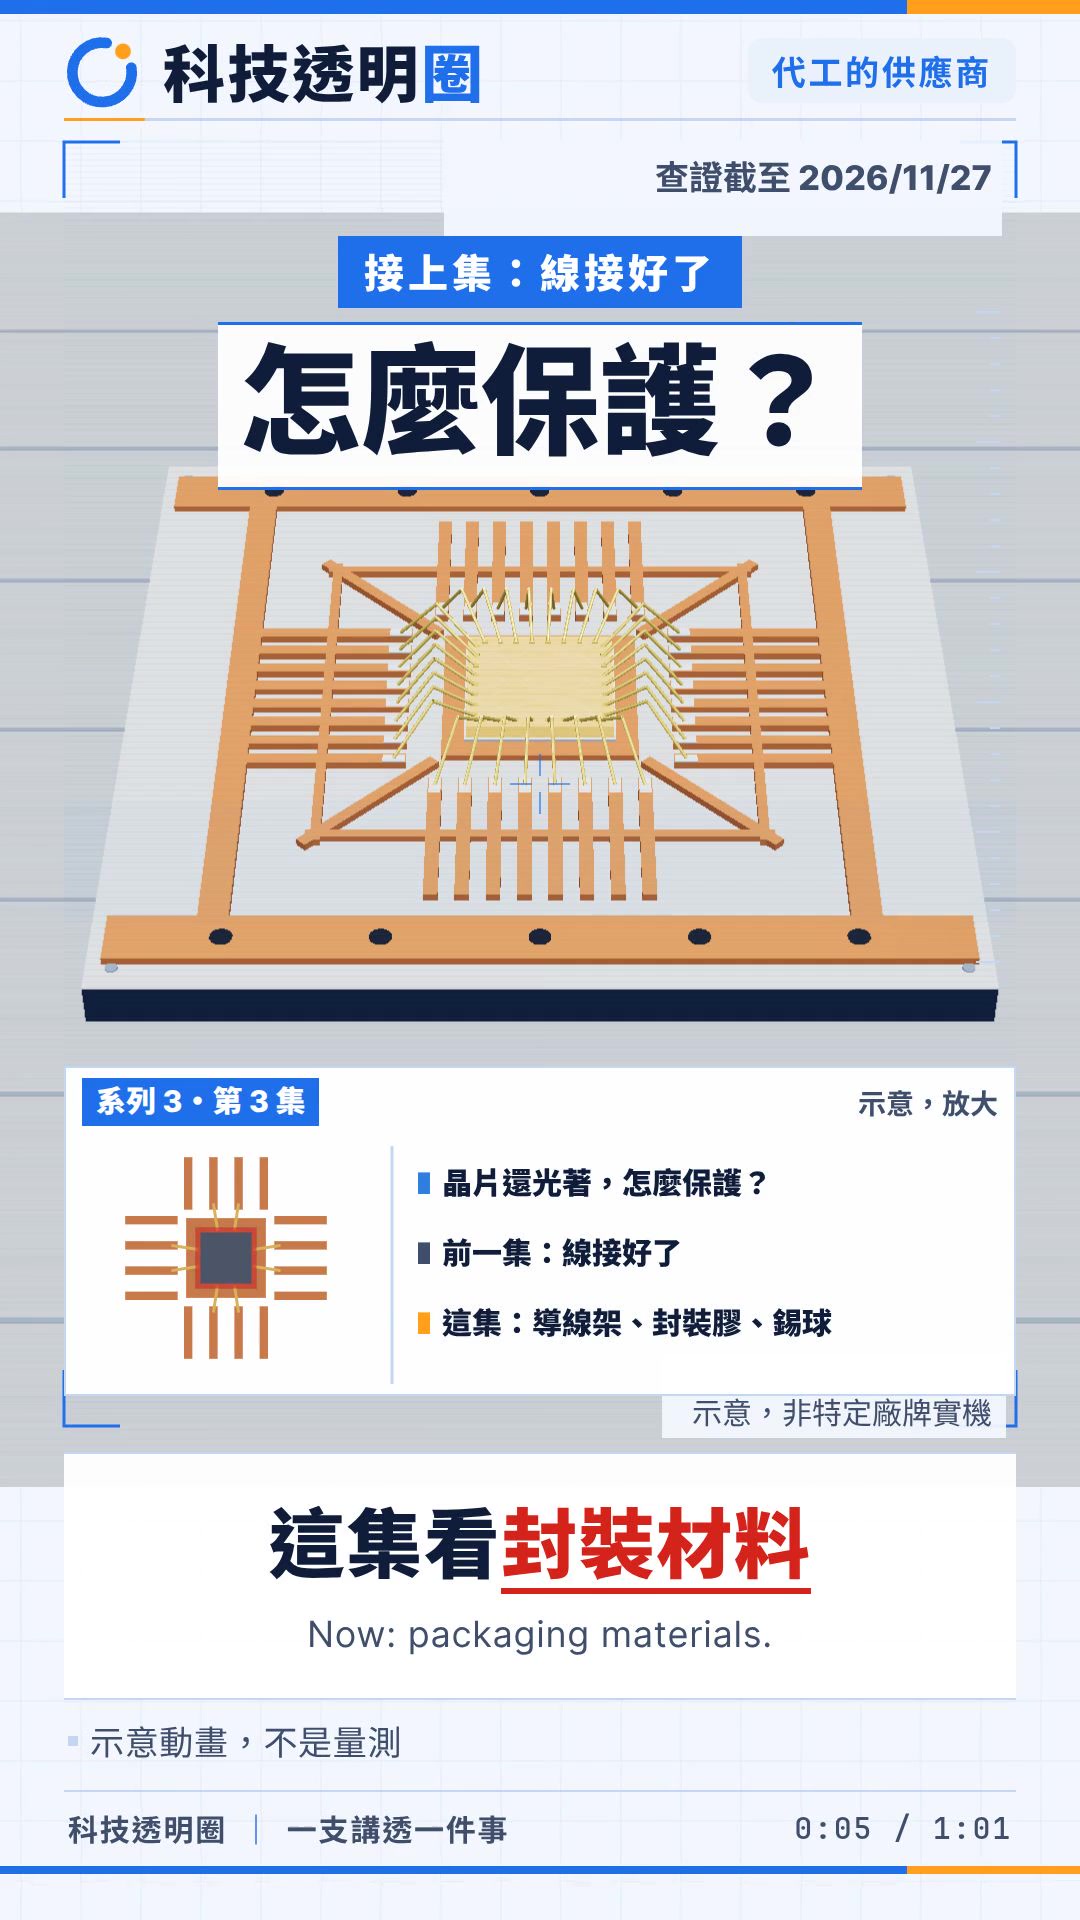 科技透明圈
代工的供應商
查證截至 2026/11/27
接上集：線接好了
怎麼保護？
系列 3・第 3 集
示意，放大
晶片還光著，怎麼保護？
前一集：線接好了
這集：導線架、封裝膠、錫球
示意，非特定廠牌實機
這集看封裝材料
Now: packaging materials.
示意動畫，不是量測
科技透明圈｜一支講透一件事
0:05 / 1:01